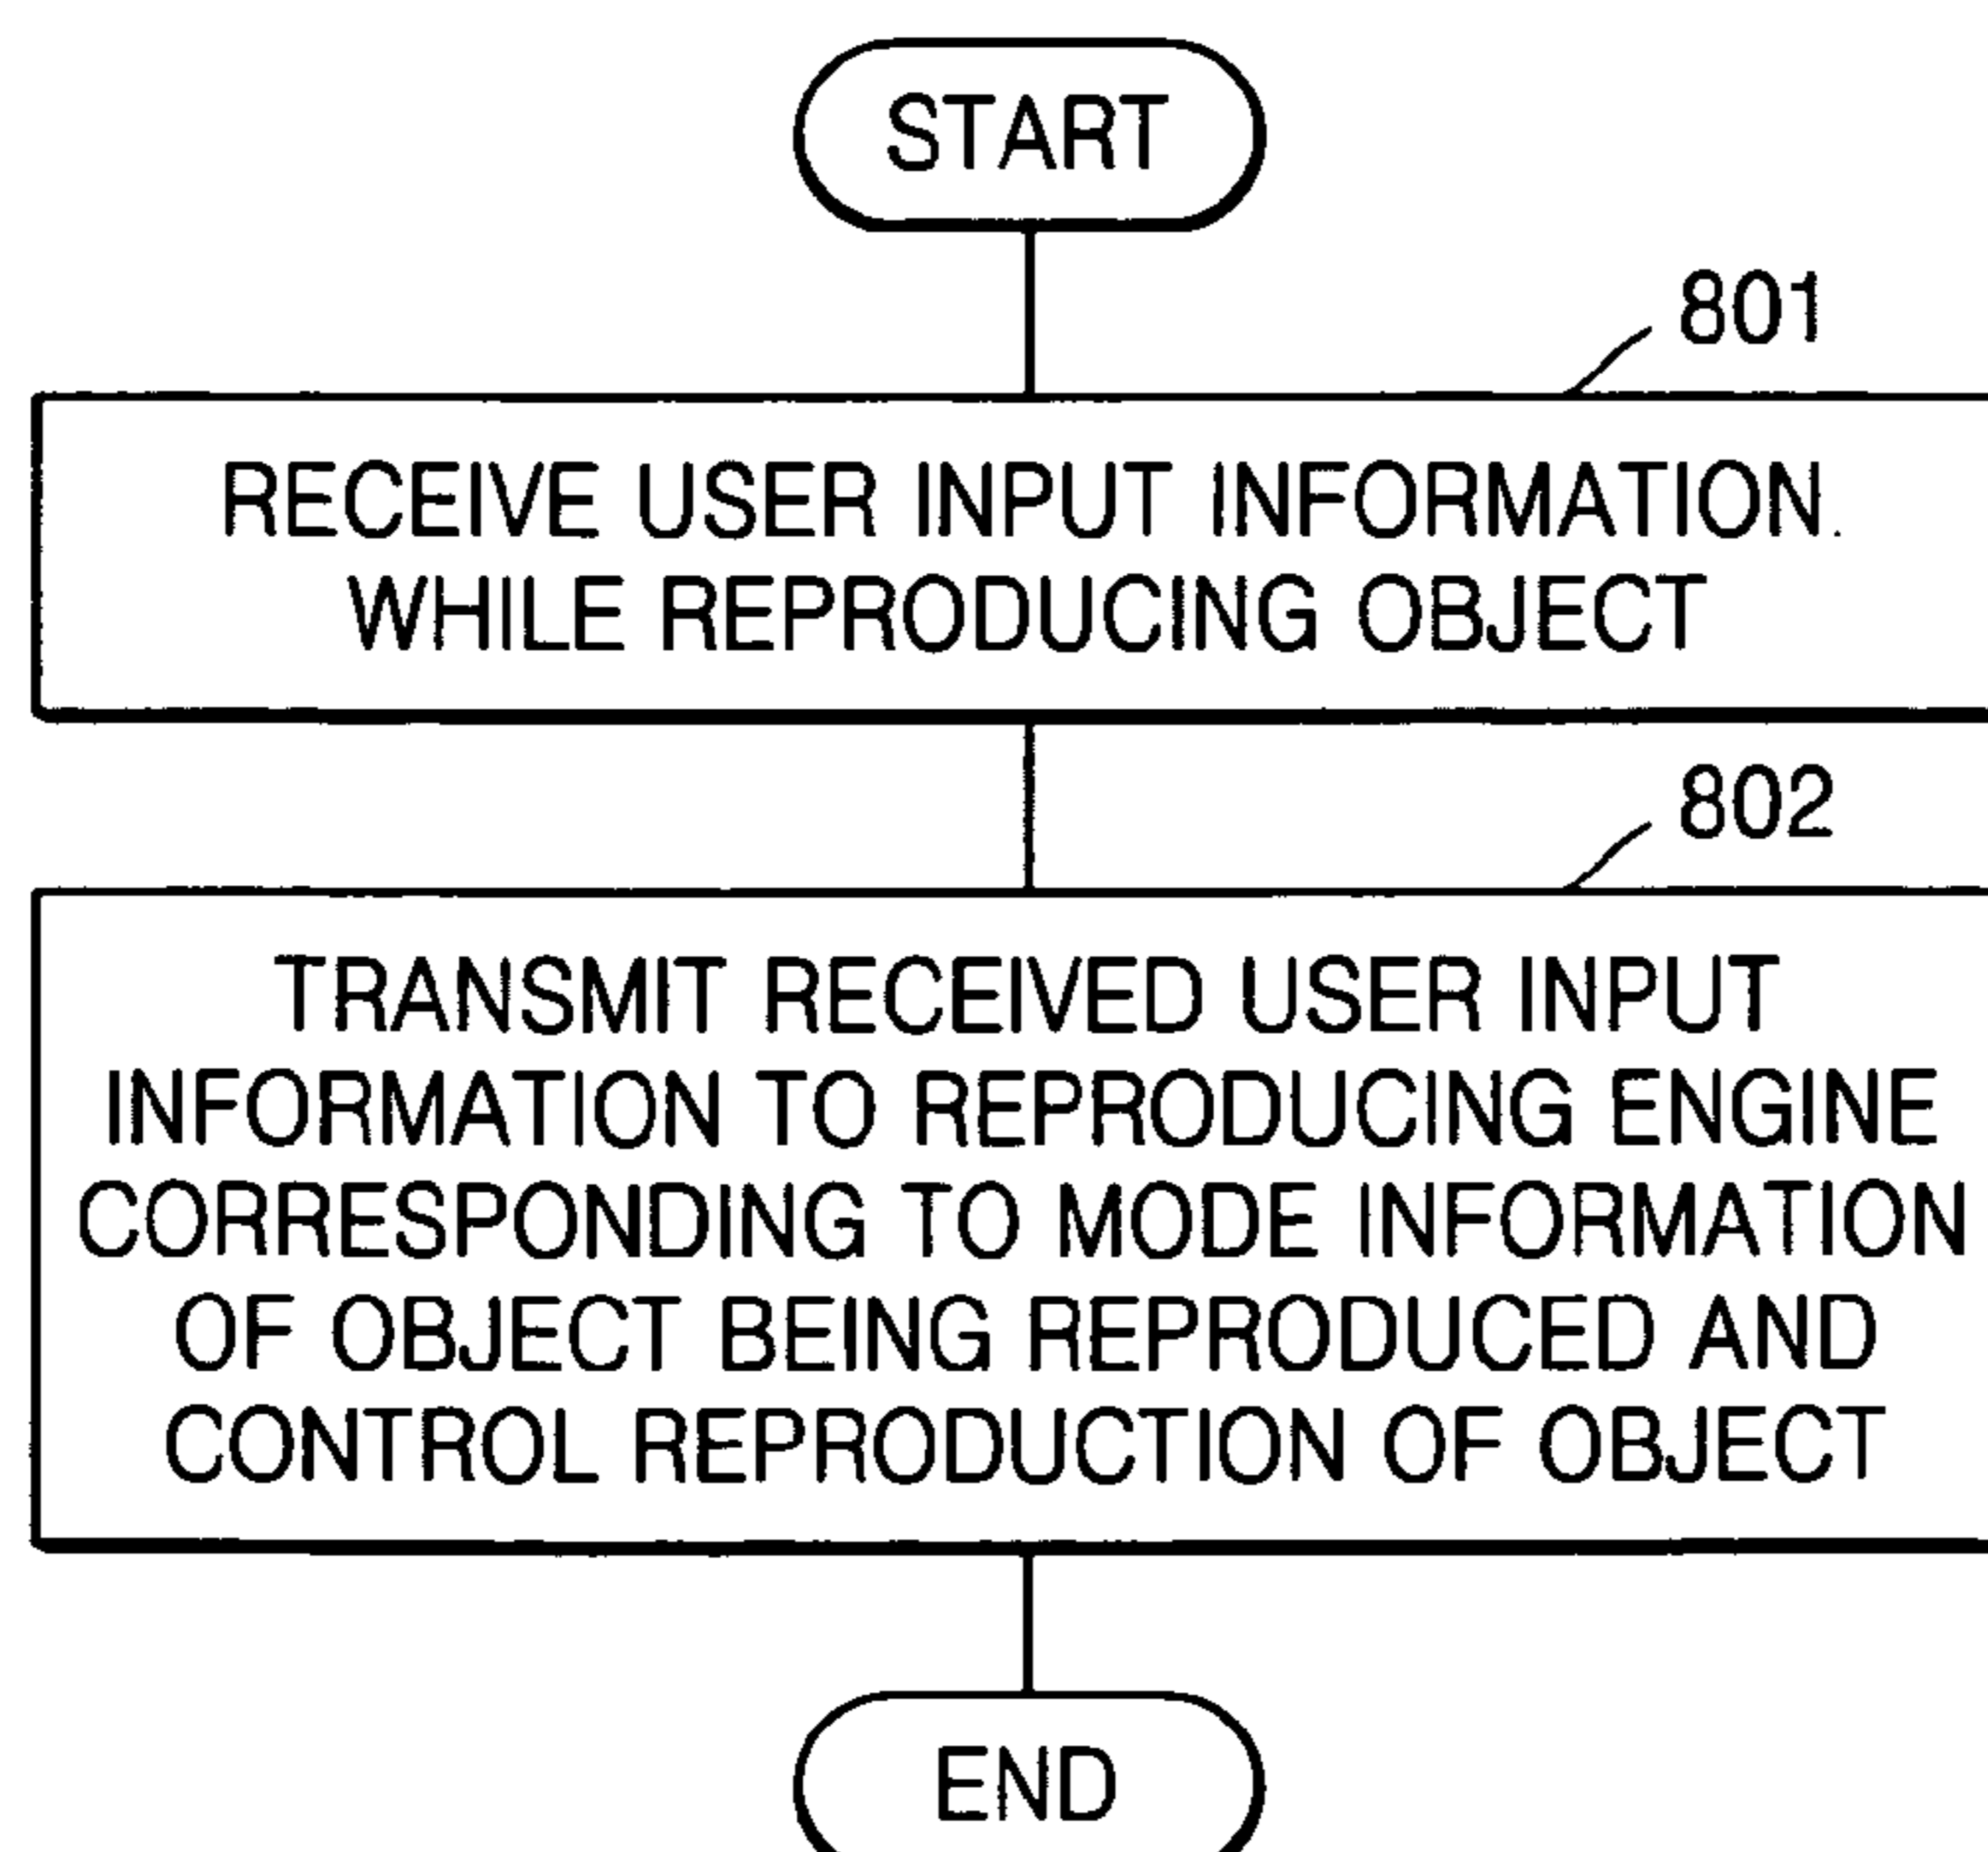 START
801
RECEIVE USER INPUT INFORMATION.
WHILE REPRODUCING OBJECT
802
TRANSMIT RECEIVED USER INPUT
INFORMATION TO REPRODUCING ENGINE
CORRESPONDING TO MODE INFORMATION
OF OBJECT BEING REPRODUCED AND
CONTROL REPRODUCTION OF OBJECT
END